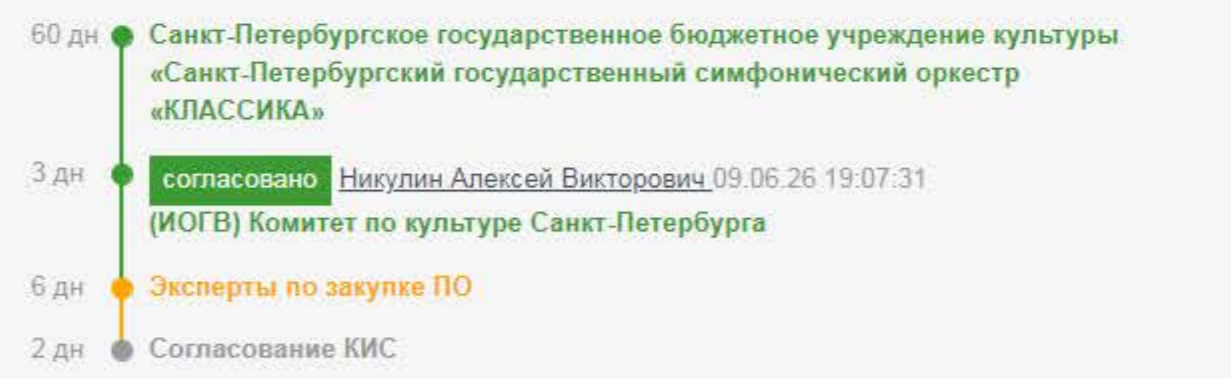 60 дн Санкт-Петербургское государственное бюджетное учреждение культуры
«Санкт-Петербургский государственный симфонический оркестр
«КЛАССИКА»
3 дн согласовано Никулин Алексей Викторович 09.06.26 19:07:31
(ИОГВ) Комитет по культуре Санкт-Петербурга
6 дн Эксперты по закупке ПО
2 дн Согласование КИС